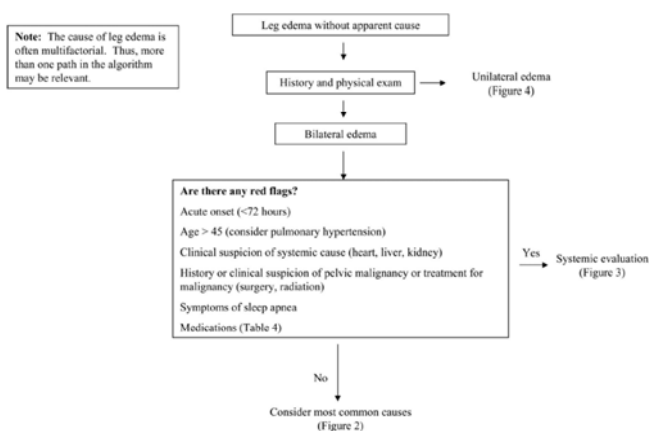 Leg edema without apparent cause
Note: The cause of leg edema is
often multifactorial. Thus, more
than one path in the algorithm
may be relevant.
History and physical exam
Unilateral edema
(Figure 4)
Bilateral edema
Are there any red flags?
Acute onset (<72 hours)
Age > 45 (consider pulmonary hypertension)
Clinical suspicion of systemic cause (heart, liver, kidney)
History or clinical suspicion of pelvic malignancy or treatment for
malignancy (surgery, radiation)
Symptoms of sleep apnea
Medications (Table 4)
Yes
Systemic evaluation
(Figure 3)
No
Consider most common causes
(Figure 2)